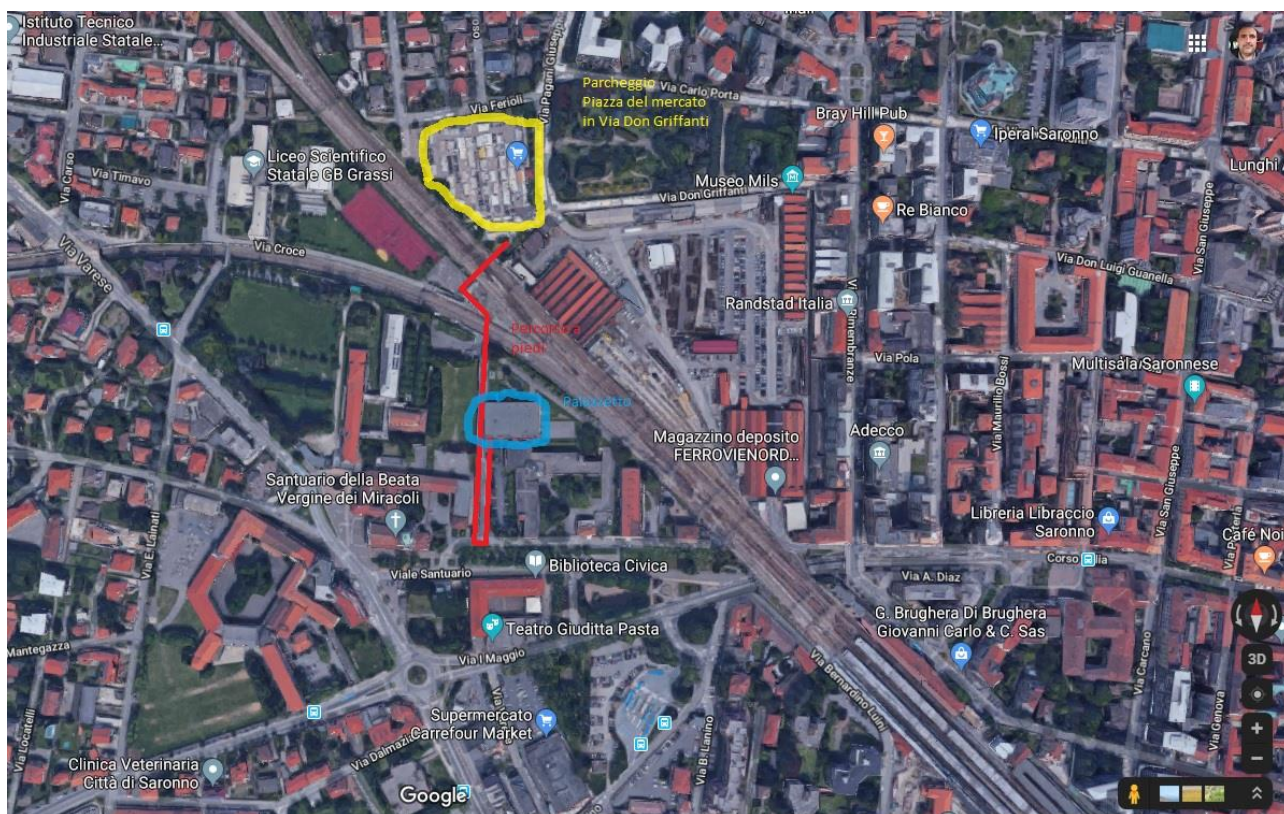 Istituto Tecnico
Industriale Statale...
Parcheggio
Piazza del mercato
in Via Don Griffanti
Via Pagani Giuseppe
Via Carlo Porta
Via Ferioli
Bray Hill Pub
Iperal Saronno
Liceo Scientifico
Statale GB Grassi
Via Carso
Via Timavo
Museo Mils
Via Don Griffanti
Lunghi
Re Bianco
Via San Giuseppe
Via Croce
Via Varese
Via Don Luigi Guanella
Randstad Italia
Rimembranze
Percorso a
piedi
Via Pola
Multisala Saronnese
Via Maurilio Bossi
Palazzetto
Adecco
Magazzino deposito
FERROVIENORD...
Santuario della Beata
Vergine dei Miracoli
Via San Giuseppe
Libreria Libraccio
Saronno
Café Noi
Via E. Lainati
Corso
Biblioteca Civica
Viale Santuario
Via A. Diaz
G. Brughera Di Brughera
Giovanni Carlo & C. Sas
Teatro Giuditta Pasta
Mantegazza
Via I Maggio
Via Bernardino Luini
Via Carcano
3D
Supermercato
Carrefour Market
Via Locatelli
Via Dalmazia
Via B. Lanino
Via Genova
Clinica Veterinaria
Città di Saronno
Google